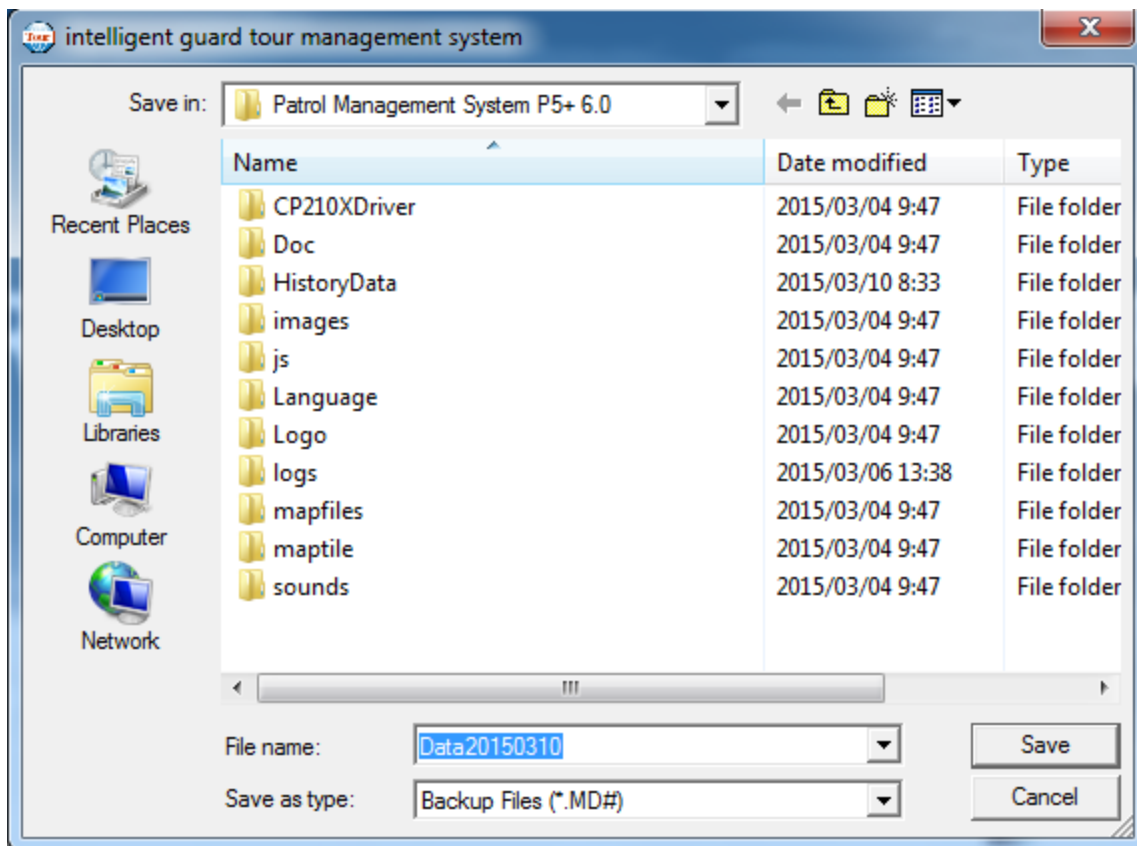 Tour intelligent guard tour management system
Save in: Patrol Management System P5+ 6.0
Name Date modified Type
CP210XDriver 2015/03/04 9:47 File folder
Doc 2015/03/04 9:47 File folder
HistoryData 2015/03/10 8:33 File folder
images 2015/03/04 9:47 File folder
js 2015/03/04 9:47 File folder
Language 2015/03/04 9:47 File folder
Logo 2015/03/04 9:47 File folder
logs 2015/03/06 13:38 File folder
mapfiles 2015/03/04 9:47 File folder
maptile 2015/03/04 9:47 File folder
sounds 2015/03/04 9:47 File folder
Recent Places
Desktop
Libraries
Computer
Network
File name: Data20150310 Save
Save as type: Backup Files (*.MD#) Cancel